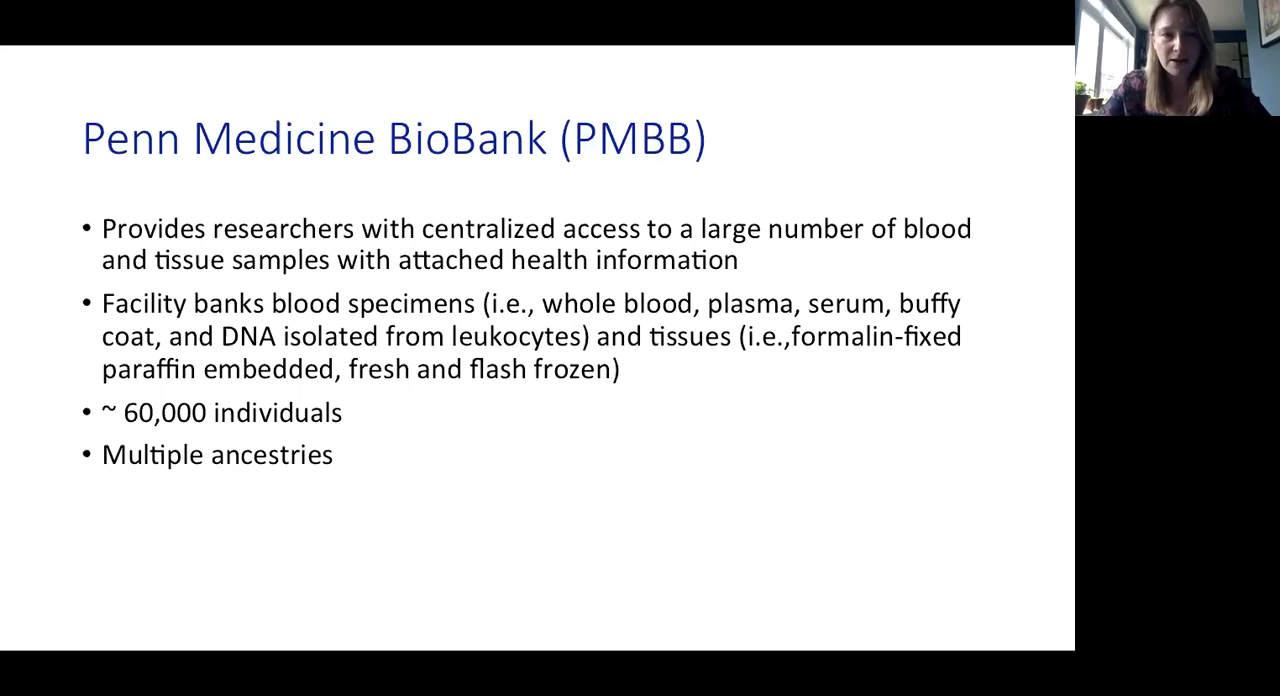 Penn Medicine BioBank (PMBB)
• Provides researchers with centralized access to a large number of blood
and tissue samples with attached health information
• Facility banks blood specimens (i.e., whole blood, plasma, serum, buffy
coat, and DNA isolated from leukocytes) and tissues (i.e.,formalin-fixed
paraffin embedded, fresh and flash frozen)
• ~ 60,000 individuals
• Multiple ancestries